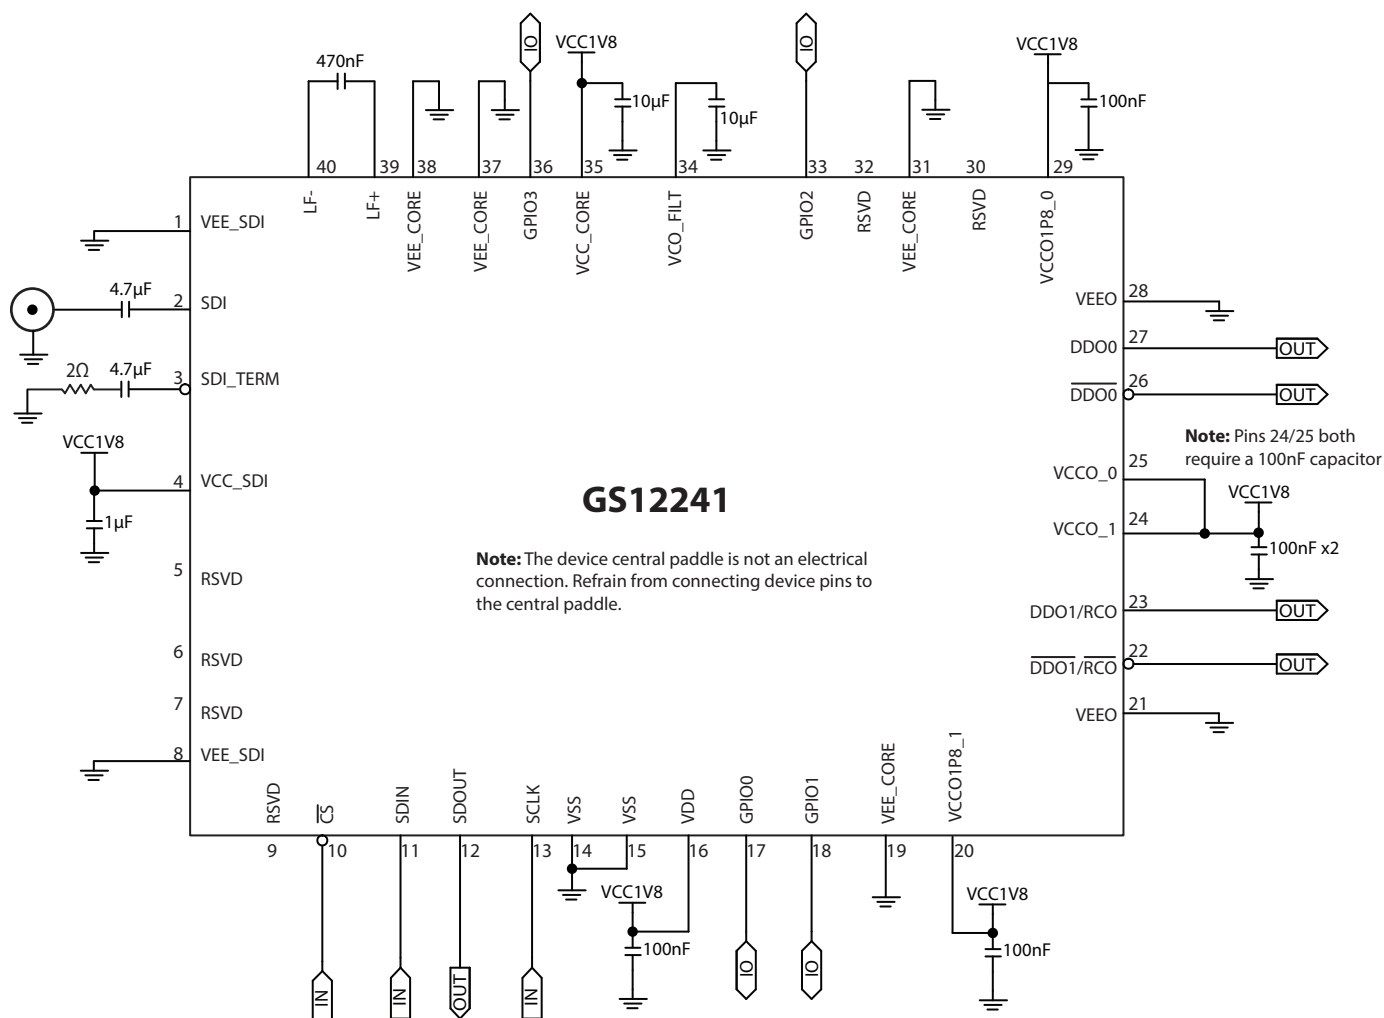 IO
IO
VCC1V8
VCC1V8
470nF
10µF
10µF
100nF
40
39
38
37
36
35
34
33
32
31
30
29
LF-
LF+
VEE_CORE
VEE_CORE
GPIO3
VCC_CORE
VCO_FILT
GPIO2
RSVD
VEE_CORE
RSVD
VCCO1P8_0
1
VEE_SDI
4.7µF
2
SDI
2Ω
4.7µF
3
SDI_TERM
VCC1V8
4
VCC_SDI
1µF
5
RSVD
6
RSVD
7
RSVD
8
VEE_SDI
GS12241
Note: The device central paddle is not an electrical
connection. Refrain from connecting device pins to
the central paddle.
VEEO
28
DDO0
27
OUT
DDO0
26
OUT
Note: Pins 24/25 both
require a 100nF capacitor
VCCO_0
25
VCC1V8
VCCO_1
24
100nF x2
DDO1/RCO
23
OUT
DDO1/RCO
22
OUT
VEEO
21
RSVD
CS
SDIN
SDOUT
SCLK
VSS
VSS
VDD
GPIO0
GPIO1
VEE_CORE
VCCO1P8_1
9
10
11
12
13
14
15
16
17
18
19
20
VCC1V8
VCC1V8
100nF
100nF
IN
IN
OUT
IN
IO
IO